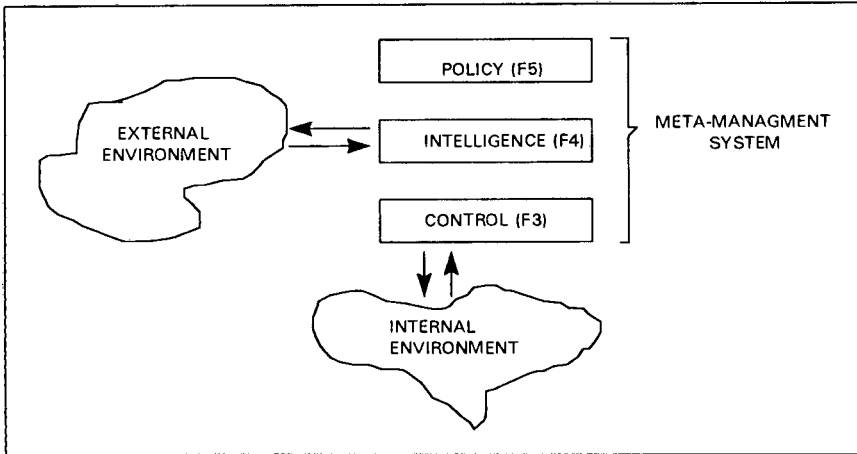 POLICY (F5)
EXTERNAL
ENVIRONMENT
INTELLIGENCE (F4)
META-MANAGMENT
SYSTEM
CONTROL (F3)
INTERNAL
ENVIRONMENT